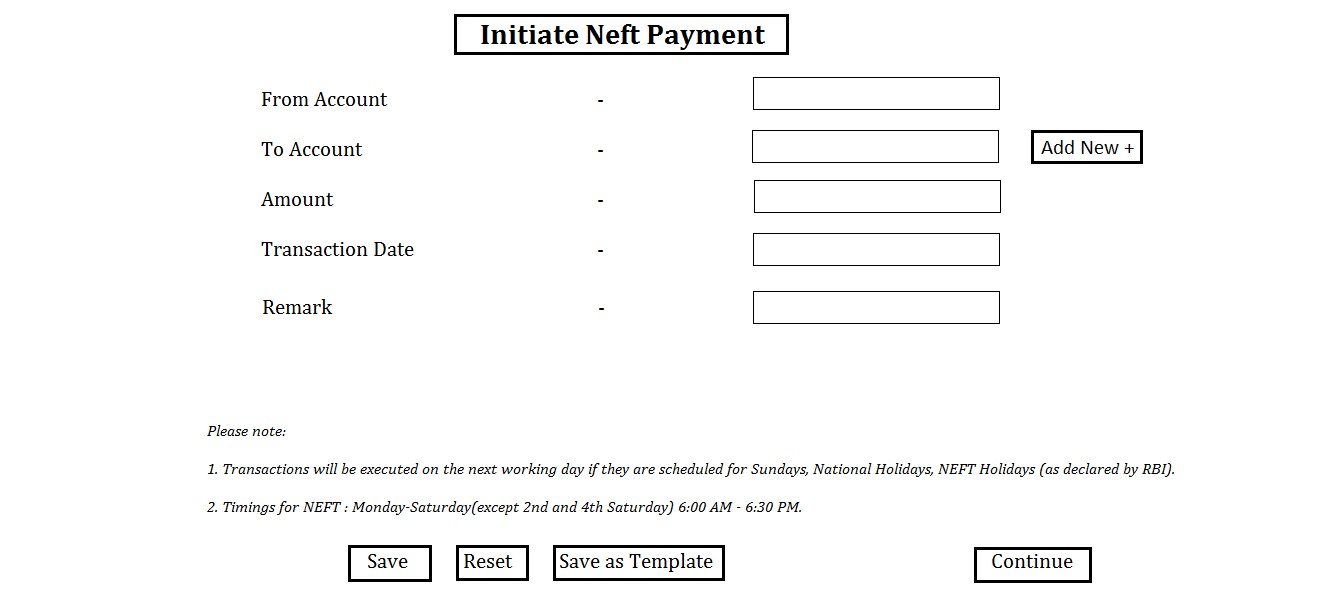 Initiate Neft Payment
From Account -
To Account - Add New +
Amount -
Transaction Date -
Remark -
Please note:
1. Transactions will be executed on the next working day if they are scheduled for Sundays, National Holidays, NEFT Holidays (as declared by RBI).
2. Timings for NEFT : Monday-Saturday(except 2nd and 4th Saturday) 6:00 AM - 6:30 PM.
Save Reset Save as Template Continue